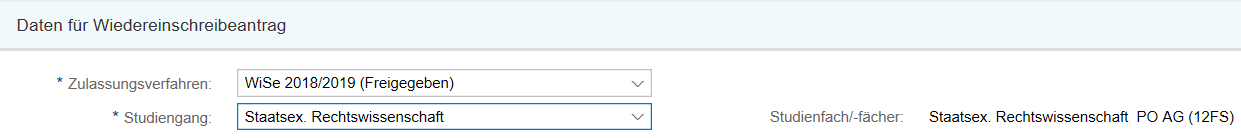 Daten für Wiedereinschreibeantrag
* Zulassungsverfahren: WiSe 2018/2019 (Freigegeben)
* Studiengang: Staatsex. Rechtswissenschaft Studienfach/-fächer: Staatsex. Rechtswissenschaft PO AG (12FS)